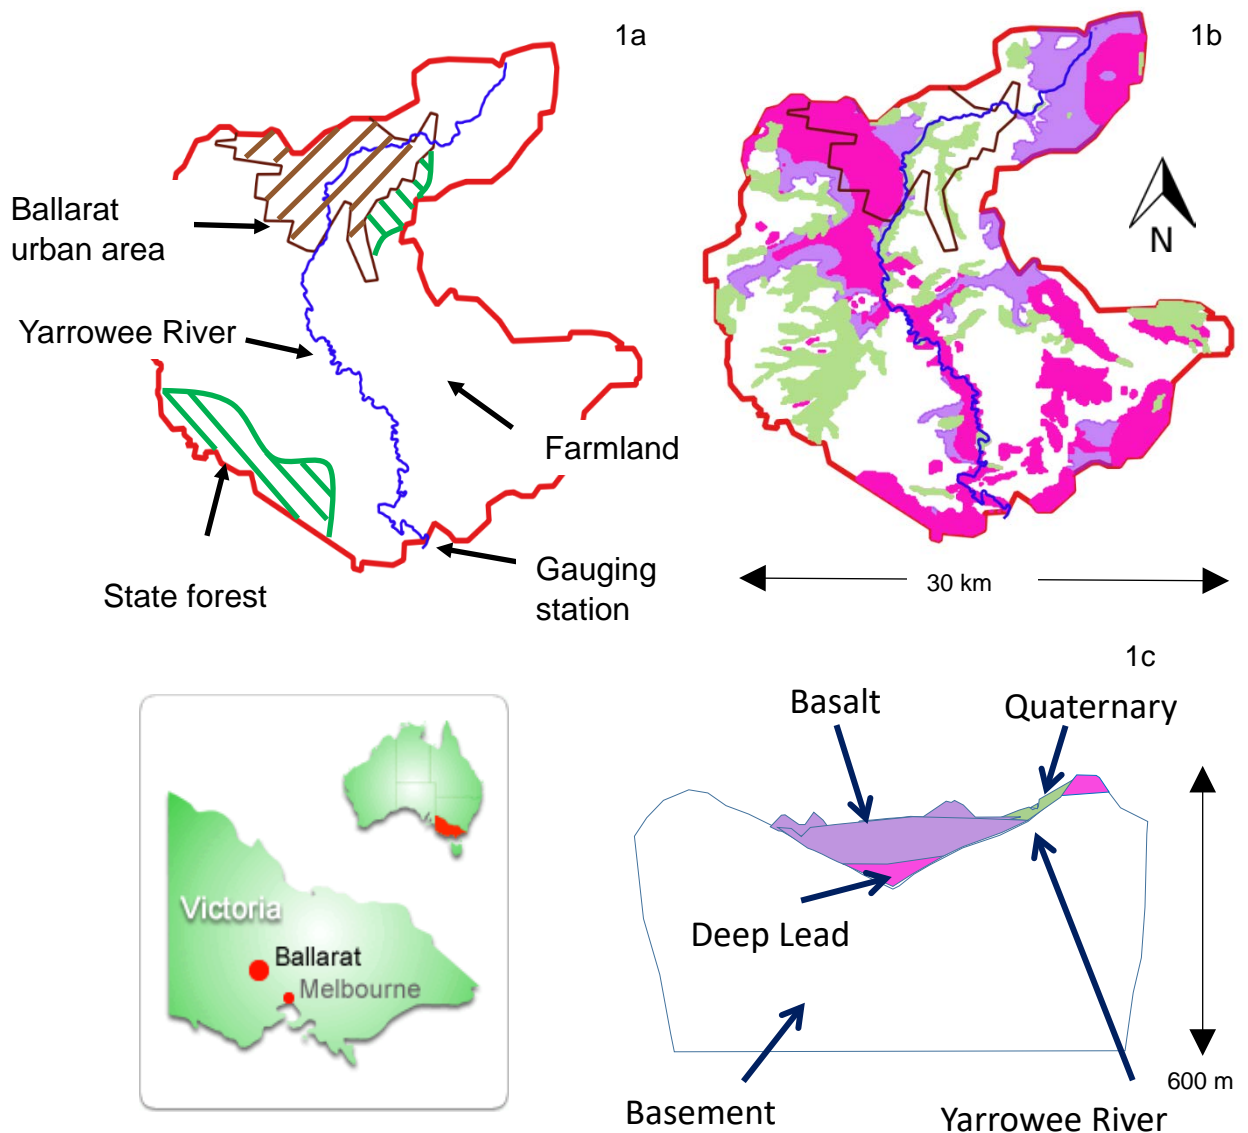 1a
1b
Ballarat
urban area
N
Yarrowee River
Farmland
State forest
Gauging
station
30 km
1c
Basalt
Quaternary
Victoria
Ballarat
Melbourne
Deep Lead
600 m
Basement
Yarrowee River